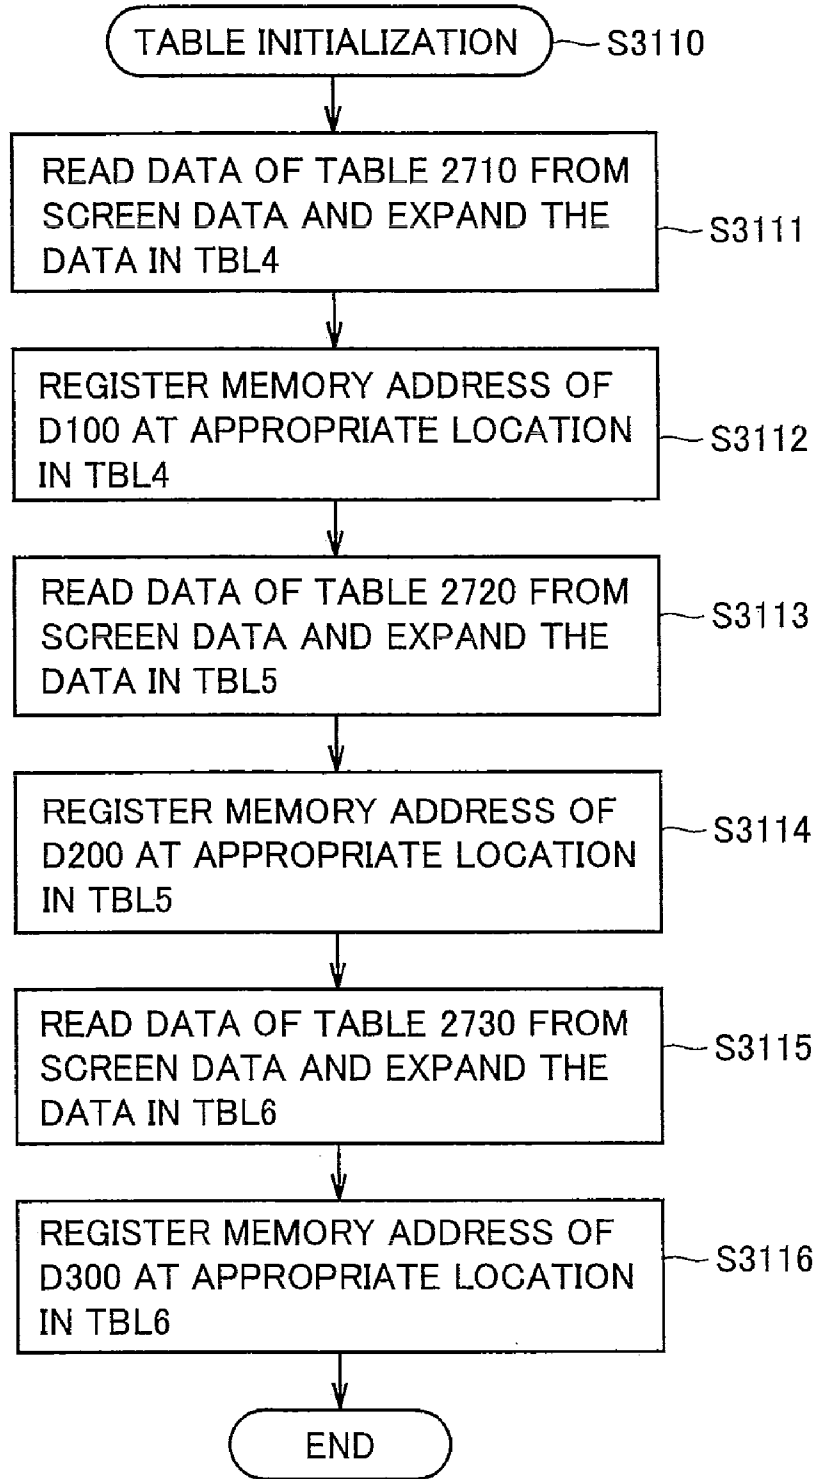 TABLE INITIALIZATION
S3110
READ DATA OF TABLE 2710 FROM
SCREEN DATA AND EXPAND THE
DATA IN TBL4
S3111
REGISTER MEMORY ADDRESS OF
D100 AT APPROPRIATE LOCATION
IN TBL4
S3112
READ DATA OF TABLE 2720 FROM
SCREEN DATA AND EXPAND THE
DATA IN TBL5
S3113
REGISTER MEMORY ADDRESS OF
D200 AT APPROPRIATE LOCATION
IN TBL5
S3114
READ DATA OF TABLE 2730 FROM
SCREEN DATA AND EXPAND THE
DATA IN TBL6
S3115
REGISTER MEMORY ADDRESS OF
D300 AT APPROPRIATE LOCATION
IN TBL6
S3116
END